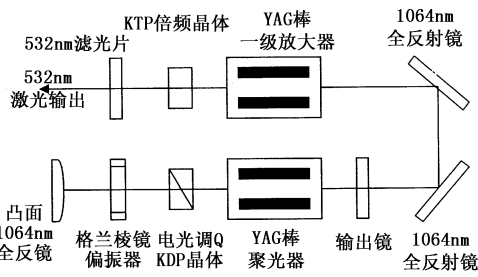 KTP倍频晶体
YAG棒
一级放大器
1064nm
全反射镜
532nm滤光片
532nm
激光输出
凸面
1064nm
全反镜
格兰棱镜
偏振器
电光调Q
KDP晶体
YAG棒
聚光器
输出镜
1064nm
全反射镜